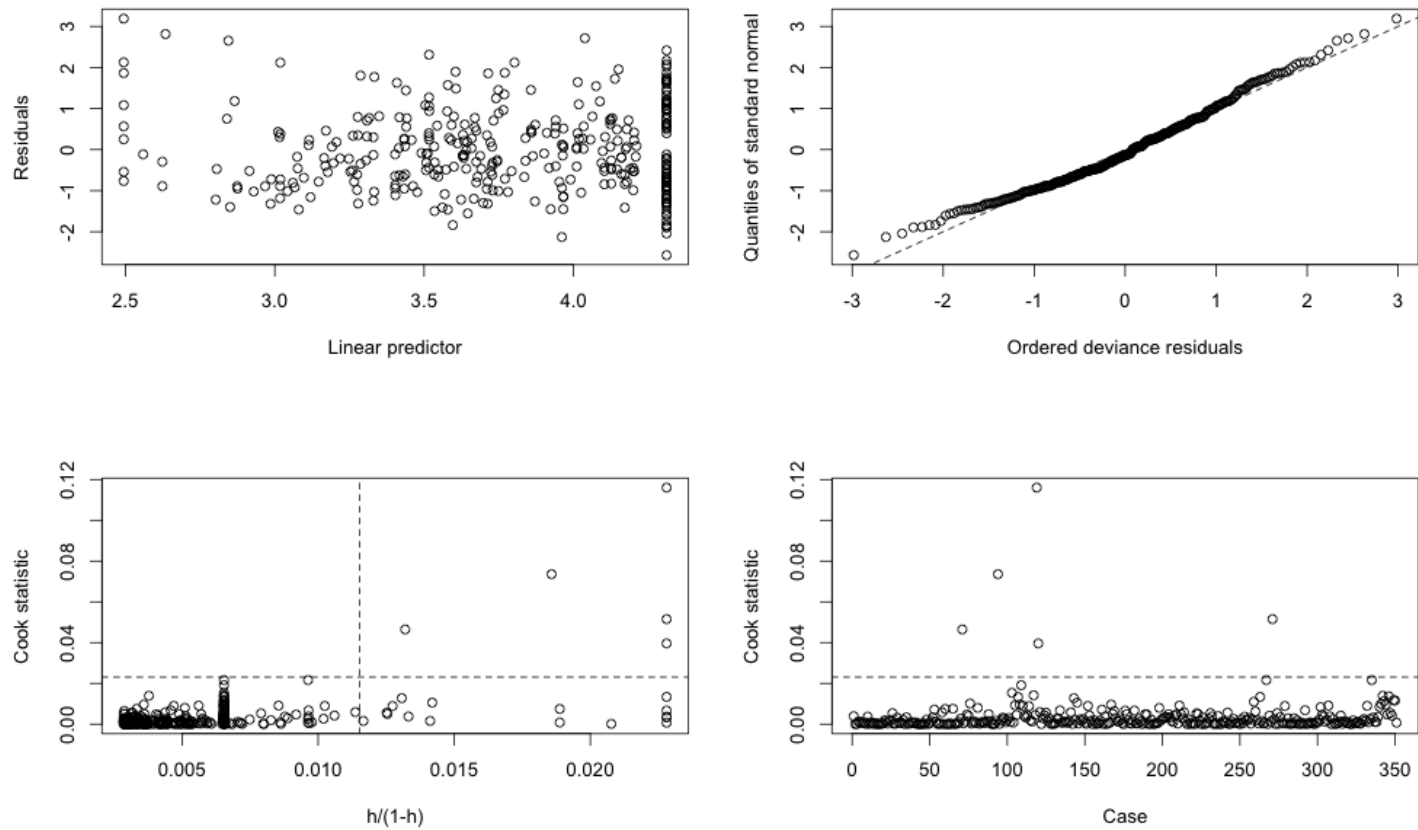 Residuals
3
2
1
0
-1
-2
2.5 3.0 3.5 4.0
Linear predictor
Quantiles of standard normal
3
2
1
0
-1
-2
-3 -2 -1 0 1 2 3
Ordered deviance residuals
Cook statistic
0.12
0.08
0.04
0.00
0.005 0.010 0.015 0.020
h/(1-h)
Cook statistic
0.12
0.08
0.04
0.00
0 50 100 150 200 250 300 350
Case